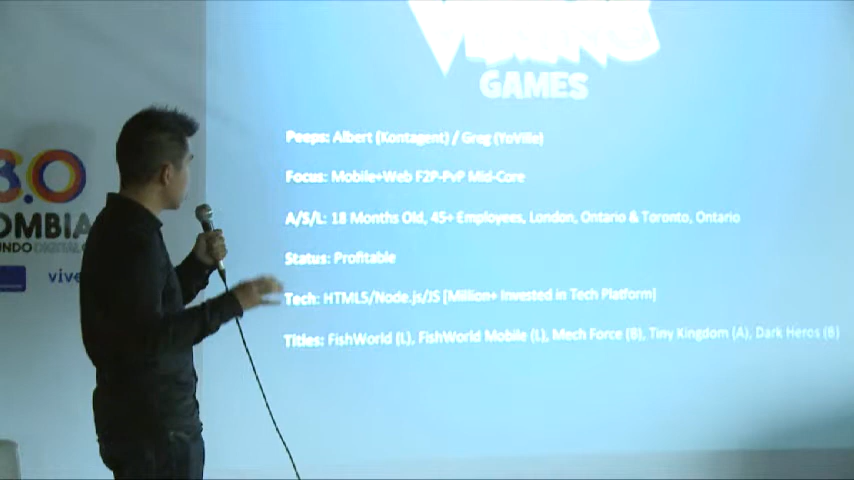 GAMES
Peeps: Albert (Kontagent) / Greg (YoVille)
Focus: Mobile+Web F2P-PvP Mid-Core
A/S/L: 18 Months Old, 45+ Employees, London, Ontario & Toronto, Ontario
Status: Profitable
Tech: HTML5/Node.js/JS [Million+ Invested in Tech Platform]
Titles: FishWorld (L), FishWorld Mobile (L), Mech Force (B), Tiny Kingdom (A), Dark Heros (B)
3.0
OMBIA
UNDO DIGITAL
vive